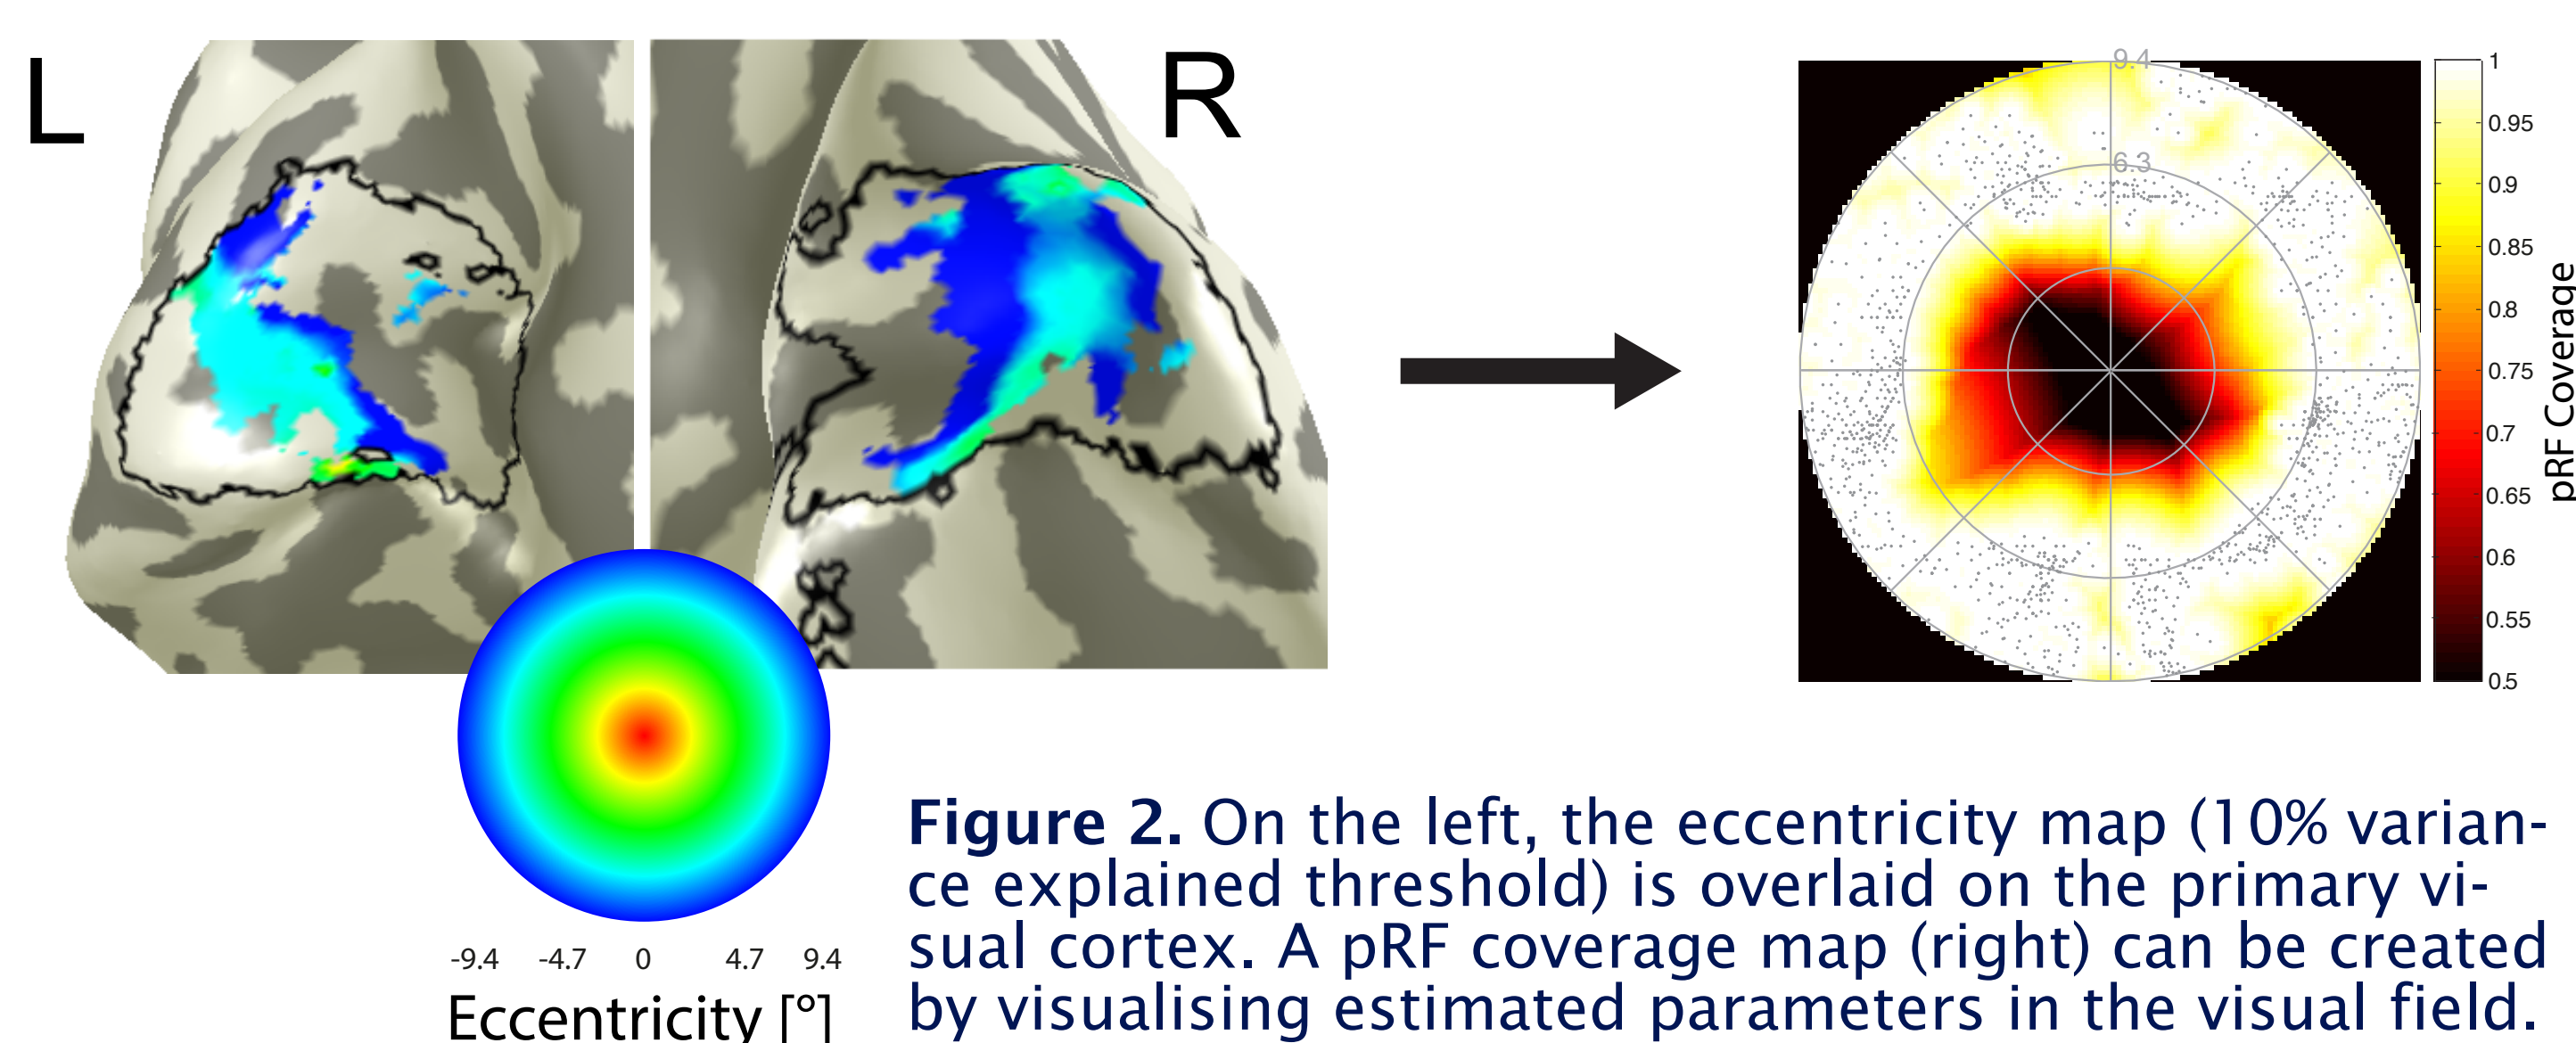 L
R
9.4
6.3
1
0.95
0.9
0.85
0.8
0.75
0.7
0.65
0.6
0.55
0.5
pRF Coverage
-9.4 -4.7 0 4.7 9.4
Eccentricity [°]
Figure 2. On the left, the eccentricity map (10% varian-
ce explained threshold) is overlaid on the primary vi-
sual cortex. A pRF coverage map (right) can be created
by visualising estimated parameters in the visual field.